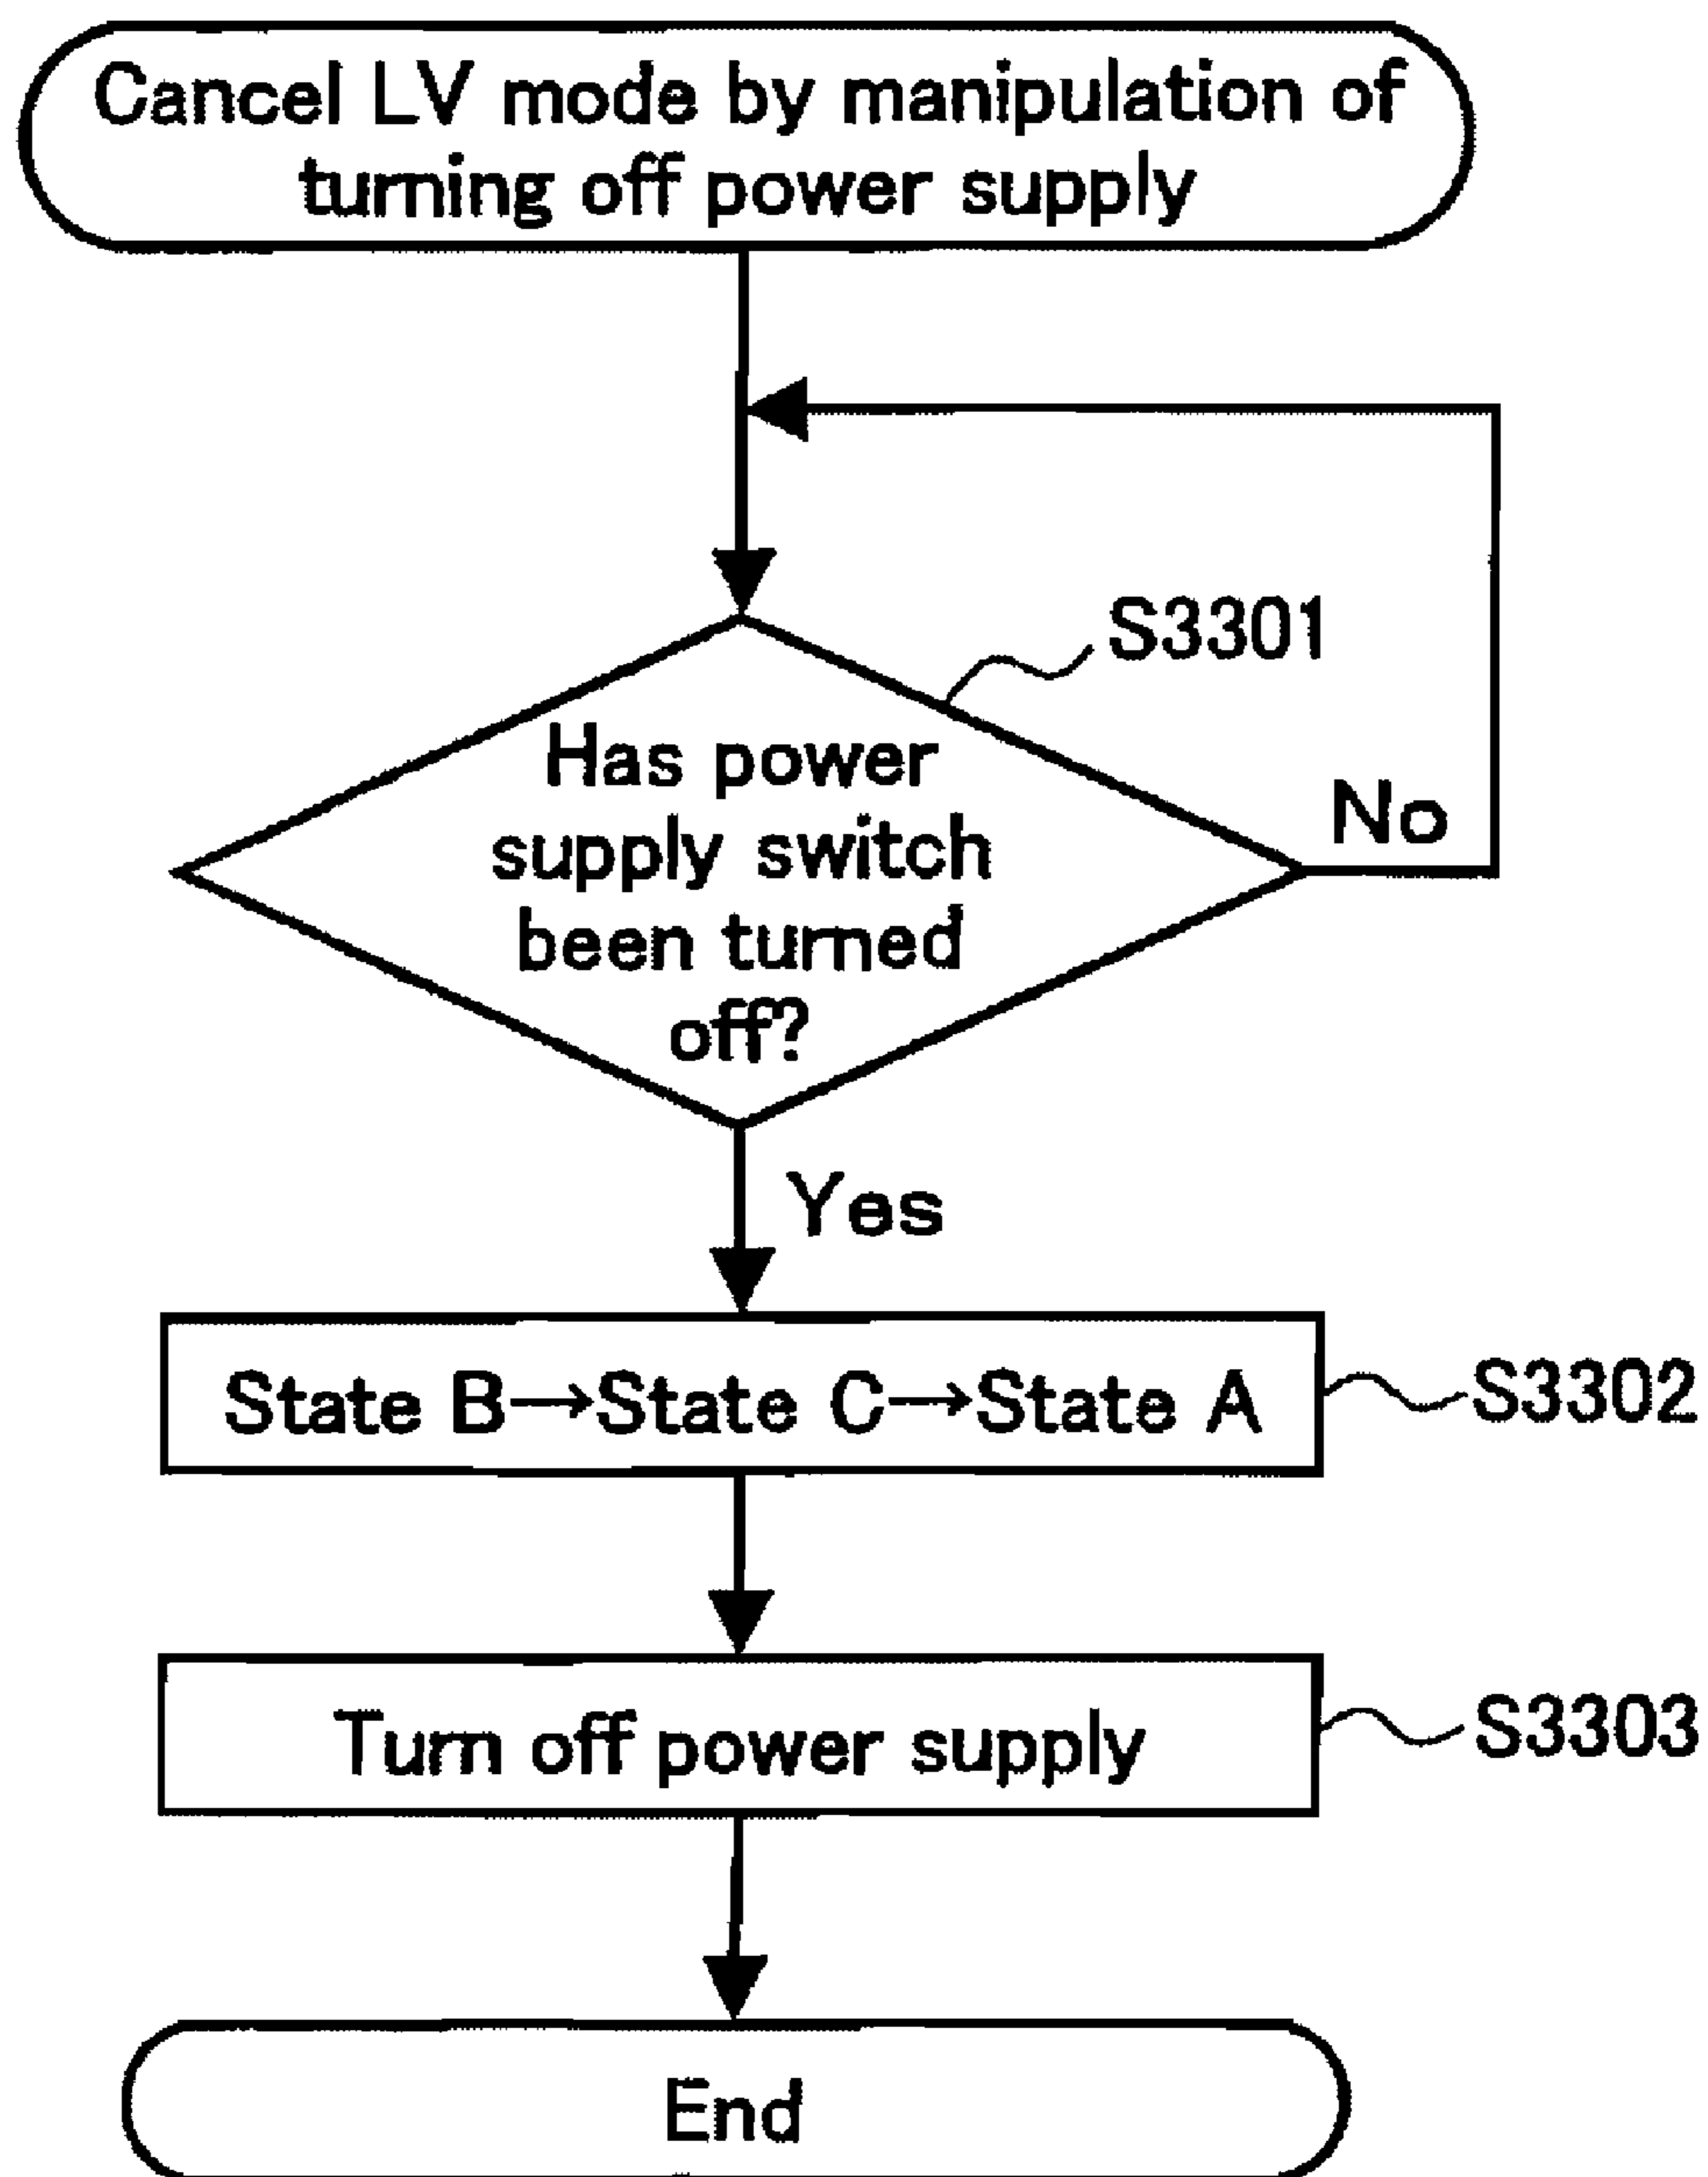 Cancel LV mode by manipulation of
turning off power supply
S3301
Has power
supply switch
been turned
off?
No
Yes
State B→State C→State A
S3302
Turn off power supply
S3303
End